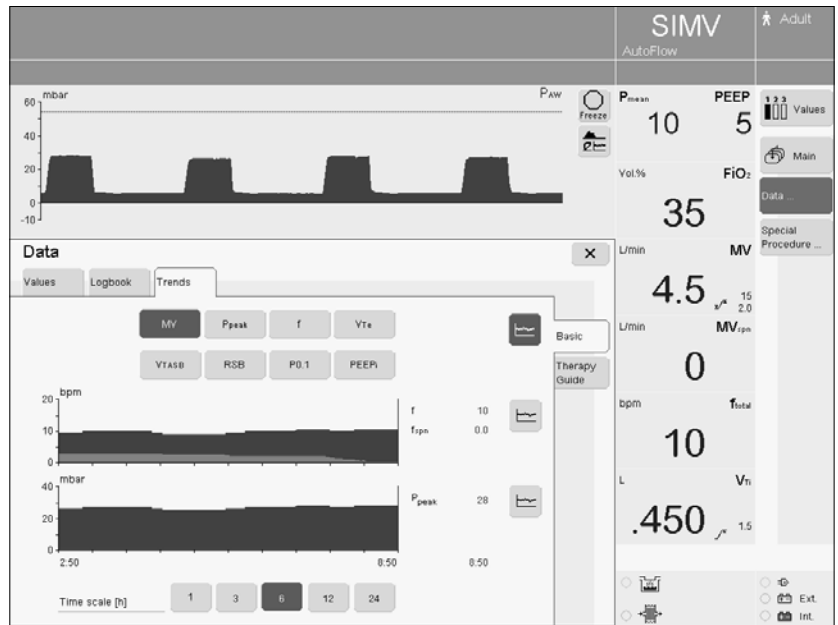 SIMV
AutoFlow
Adult
mbar
PAW
60
40
20
0
-10
Freeze
Pmean
PEEP
10
5
Vol.%
FiO2
35
L/min
MV
4.5
15
2.0
L/min
MVspn
0
bpm
ftotal
10
L
VTi
.450
1.5
1 2 3
Values
Main
Data ...
Special
Procedure ...
Data
Values
Logbook
Trends
MV
Ppeak
f
VTe
VTASB
RSB
P0.1
PEEPi
Basic
Therapy
Guide
bpm
20
10
0
f 10
fspn 0.0
mbar
40
20
0
Ppeak 28
2:50
8:50
8:50
Time scale [h]
1
3
6
12
24
Ext.
Int.